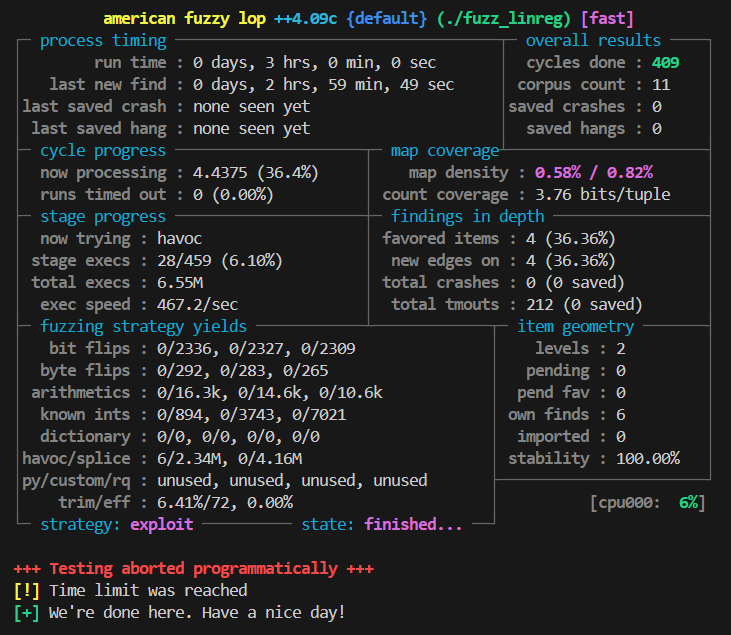 american fuzzy lop ++4.09c {default} (./fuzz_linreg) [fast]
process timing overall results
run time : 0 days, 3 hrs, 0 min, 0 sec cycles done : 409
last new find : 0 days, 2 hrs, 59 min, 49 sec corpus count : 11
last saved crash : none seen yet saved crashes : 0
last saved hang : none seen yet saved hangs : 0
cycle progress map coverage
now processing : 4.4375 (36.4%) map density : 0.58% / 0.82%
runs timed out : 0 (0.00%) count coverage : 3.76 bits/tuple
stage progress findings in depth
now trying : havoc favored items : 4 (36.36%)
stage execs : 28/459 (6.10%) new edges on : 4 (36.36%)
total execs : 6.55M total crashes : 0 (0 saved)
exec speed : 467.2/sec total tmouts : 212 (0 saved)
fuzzing strategy yields item geometry
bit flips : 0/2336, 0/2327, 0/2309 levels : 2
byte flips : 0/292, 0/283, 0/265 pending : 0
arithmetics : 0/16.3k, 0/14.6k, 0/10.6k pend fav : 0
known ints : 0/894, 0/3743, 0/7021 own finds : 6
dictionary : 0/0, 0/0, 0/0, 0/0 imported : 0
havoc/splice : 6/2.34M, 0/4.16M stability : 100.00%
py/custom/rq : unused, unused, unused, unused
trim/eff : 6.41%/72, 0.00% [cpu000: 6%]
strategy: exploit state: finished...
+++ Testing aborted programmatically +++
[!] Time limit was reached
[+] We're done here. Have a nice day!